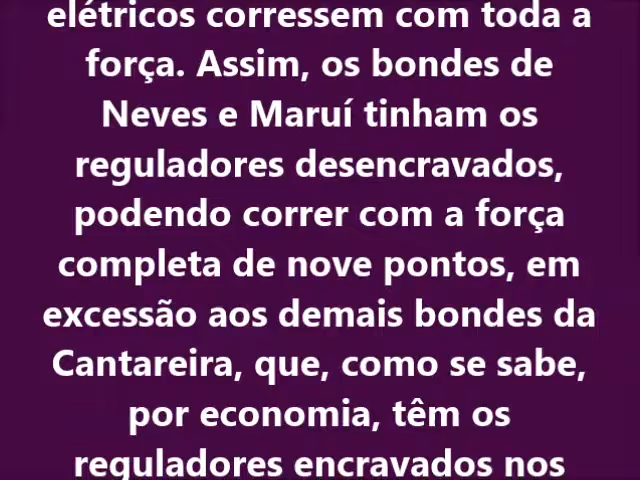 elétricos corressem com toda a
força. Assim, os bondes de
Neves e Maruí tinham os
reguladores desencravados,
podendo correr com a força
completa de nove pontos, em
excessão aos demais bondes da
Cantareira, que, como se sabe,
por economia, têm os
reguladores encravados nos